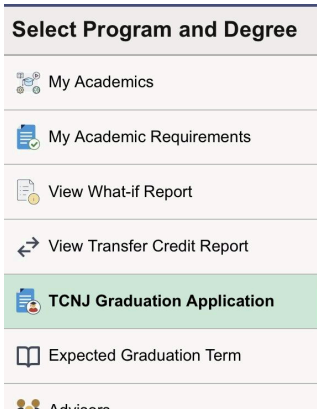 Select Program and Degree
My Academics
My Academic Requirements
View What-if Report
View Transfer Credit Report
TCNJ Graduation Application
Expected Graduation Term
Advisors